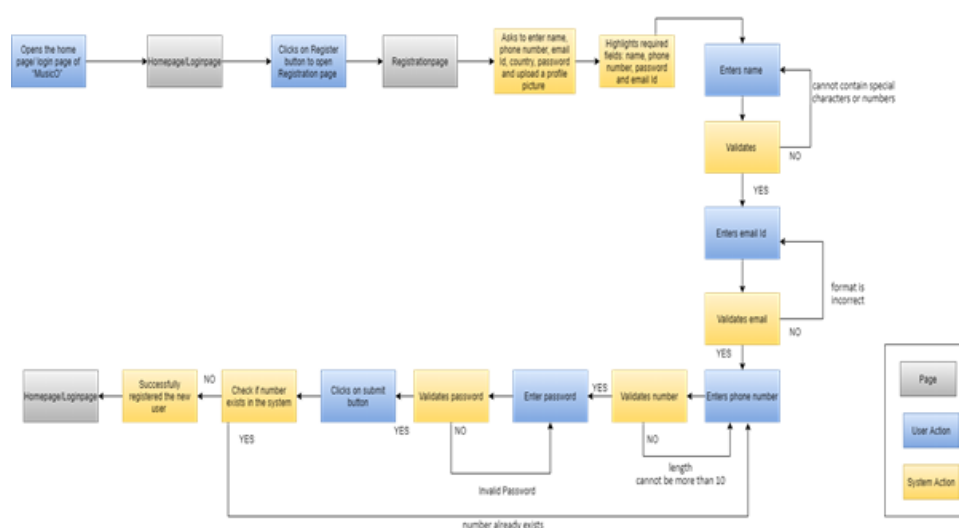 Opens the home
page/ login page of
"MusicO"
Homepage/Loginpage
Clicks on Register
button to open
Registration page
Registrationpage
Asks to enter name,
phone number, email
Id, country, password
and upload a profile
picture
Highlights required
fields: name, phone
number, password
and email Id
Enters name
cannot contain special
characters or numbers
Validates
NO
YES
Enters email Id
format is
incorrect
Validates email
NO
YES
Enters phone number
Validates number
NO
length
cannot be more than 10
YES
Enter password
Validates password
NO
Invalid Password
YES
Clicks on submit
button
Check if number
exists in the system
YES
number already exists
NO
Successfully
registered the new
user
Homepage/Loginpage
Page
User Action
System Action